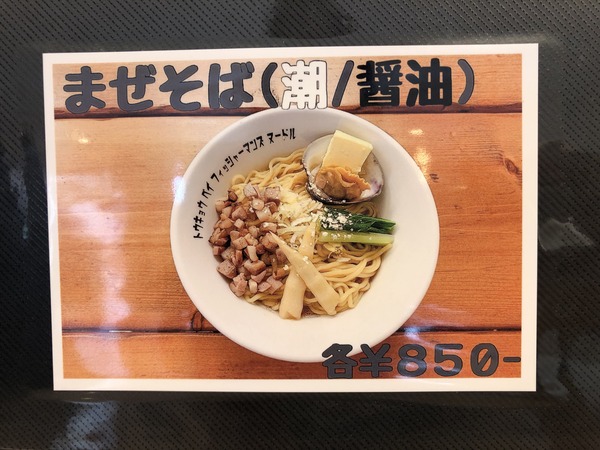 まぜそば(潮/醤油)
トウキョウ ベイ フィッシャーマンズ ヌードル
各¥850-